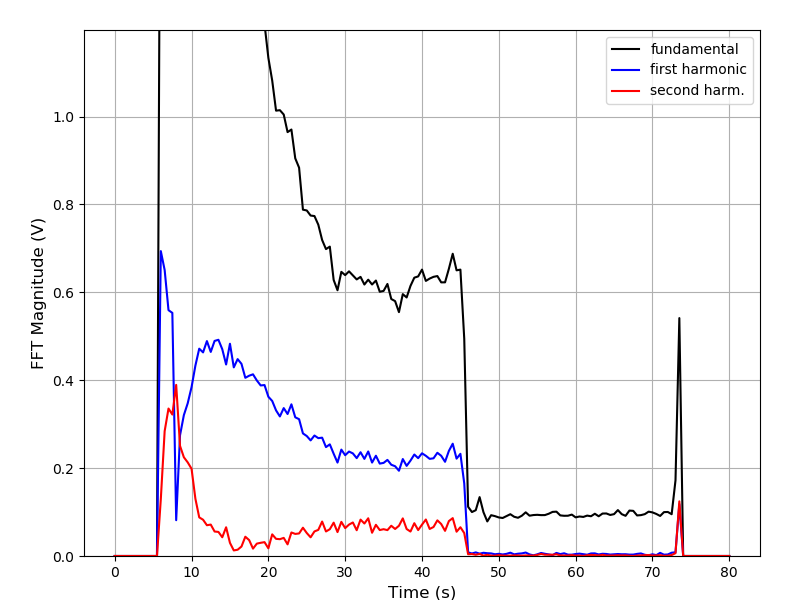 fundamental
first harmonic
second harm.
1.0
0.8
0.6
0.4
0.2
0.0
FFT Magnitude (V)
0 10 20 30 40 50 60 70 80
Time (s)